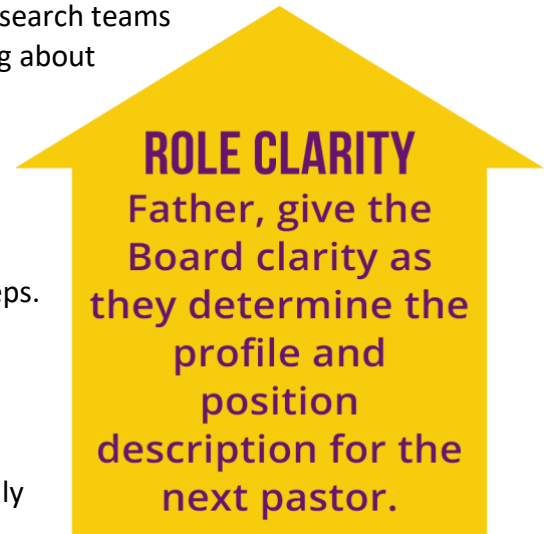 search teams
g about
ROLE CLARITY
Father, give the
Board clarity as
they determine the
profile and
position
description for the
next pastor.
eps.
ly